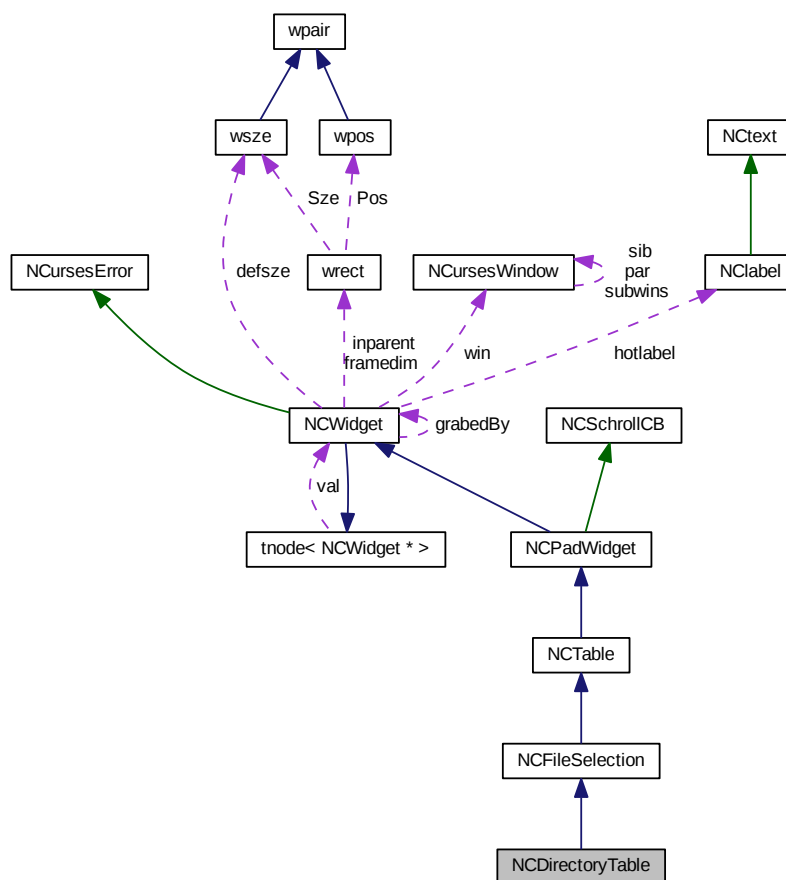 wpair
wsze
wpos
NCtext
Sze
Pos
NCursesError
defsze
wrect
NCursesWindow
sib
par
subwins
NClabel
inparent
framedim
win
hotlabel
NCWidget
grabedBy
NCSchrollCB
val
tnode< NCWidget * >
NCPadWidget
NCTable
NCFileSelection
NCDirectoryTable